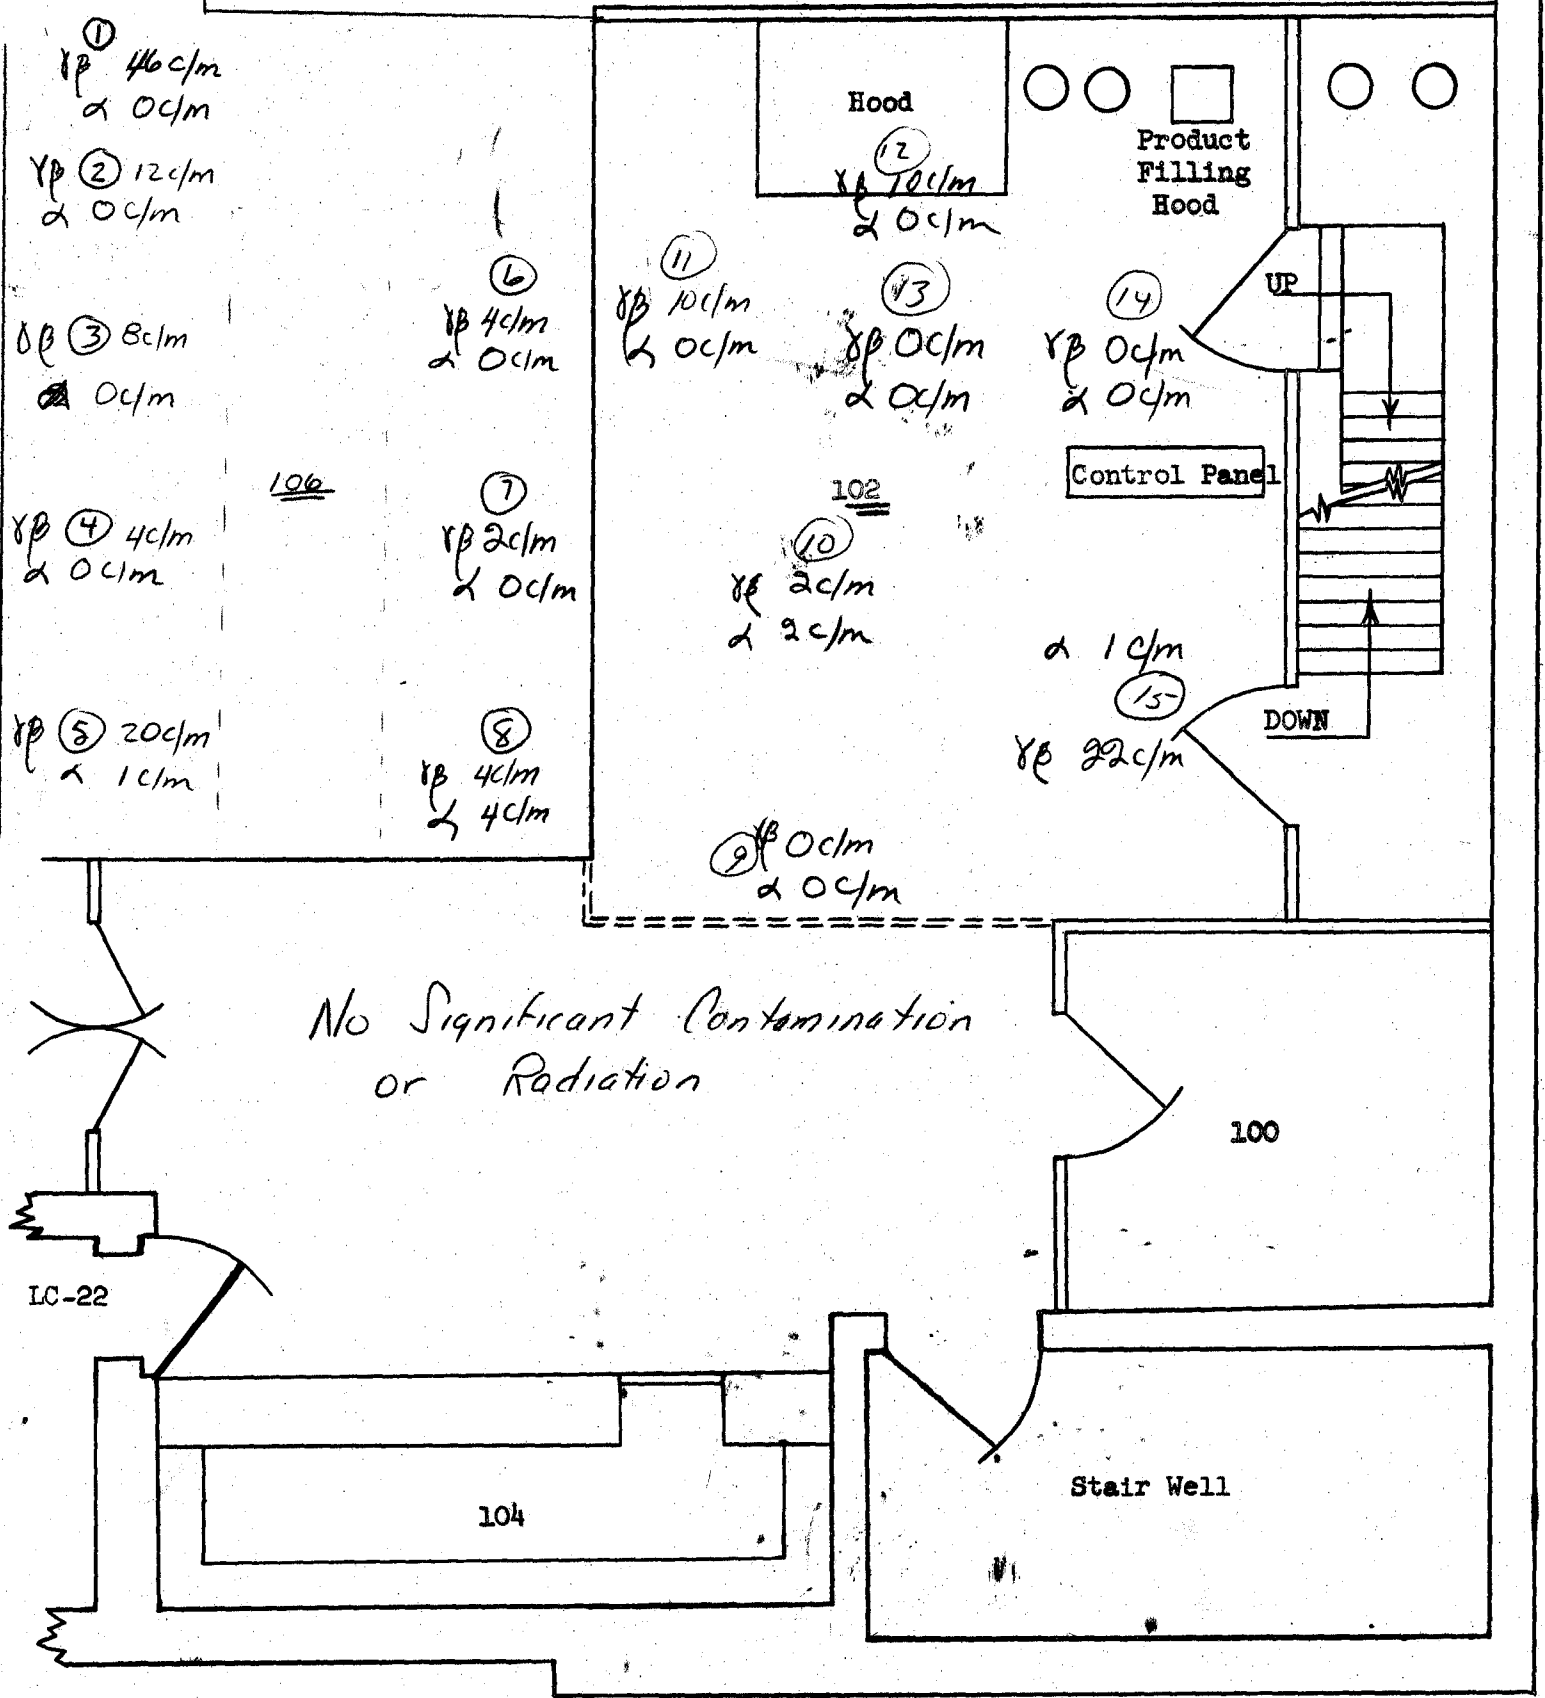 ①
γβ 46c/m
α 0c/m
γβ ② 12c/m
α 0c/m
γβ ③ 8c/m
0c/m
γβ ④ 4c/m
α 0c/m
γβ ⑤ 20c/m
α 1c/m
106
⑥
γβ 4c/m
α 0c/m
⑦
γβ 2c/m
α 0c/m
⑧
γβ 4c/m
α 4c/m
Hood
⑫
γβ 10c/m
α 0c/m
Product
Filling
Hood
⑪
γβ 10c/m
α 0c/m
⑬
γβ 0c/m
α 0c/m
⑭
γβ 0c/m
α 0c/m
UP
Control Panel
102
⑩
γβ 2c/m
α 2c/m
α 1c/m
⑮
γβ 22c/m
DOWN
⑨ γβ 0c/m
α 0c/m
No Significant Contamination
or Radiation
100
LC-22
104
Stair Well